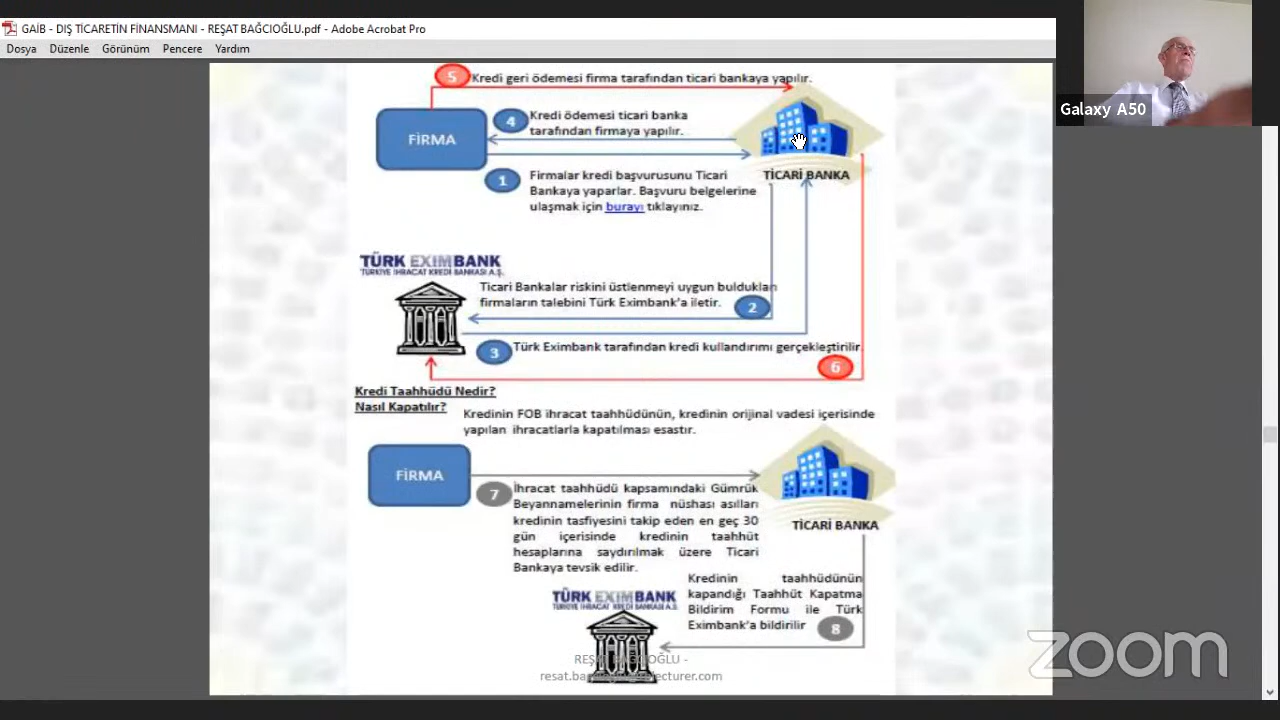 GAİB - DIŞ TİCARETİN FİNANSMANI - REŞAT BAĞCIOĞLU.pdf - Adobe Acrobat Pro
Dosya Düzenle Görünüm Pencere Yardım
Galaxy A50
5 Kredi geri ödemesi firma tarafından ticari bankaya yapılır.
FİRMA
4 Kredi ödemesi ticari banka
tarafından firmaya yapılır.
TİCARİ BANKA
1 Firmalar kredi başvurusunu Ticari
Bankaya yaparlar. Başvuru belgelerine
ulaşmak için burayı tıklayınız.
TÜRK EXIMBANK
TÜRKİYE İHRACAT KREDİ BANKASI A.Ş.
Ticari Bankalar riskini üstlenmeyi uygun buldukları
firmaların talebini Türk Eximbank'a iletir. 2
3 Türk Eximbank tarafından kredi kullandırımı gerçekleştirilir.
6
Kredi Taahhüdü Nedir?
Nasıl Kapatılır?
Kredinin FOB ihracat taahhüdünün, kredinin orijinal vadesi içerisinde
yapılan ihracatlarla kapatılması esastır.
FİRMA
7 İhracat taahhüdü kapsamındaki Gümrük
Beyannamelerinin firma nüshası asılları
kredinin tasfiyesini takip eden en geç 30
gün içerisinde kredinin taahhüt
hesaplarına saydırılmak üzere Ticari
Bankaya tevsik edilir.
TİCARİ BANKA
Kredinin taahhüdünün
kapandığı Taahhüt Kapatma
Bildirim Formu ile Türk
Eximbank'a bildirilir 8
TÜRK EXIMBANK
TÜRKİYE İHRACAT KREDİ BANKASI A.Ş.
REŞAT BAĞCIOĞLU -
zoom